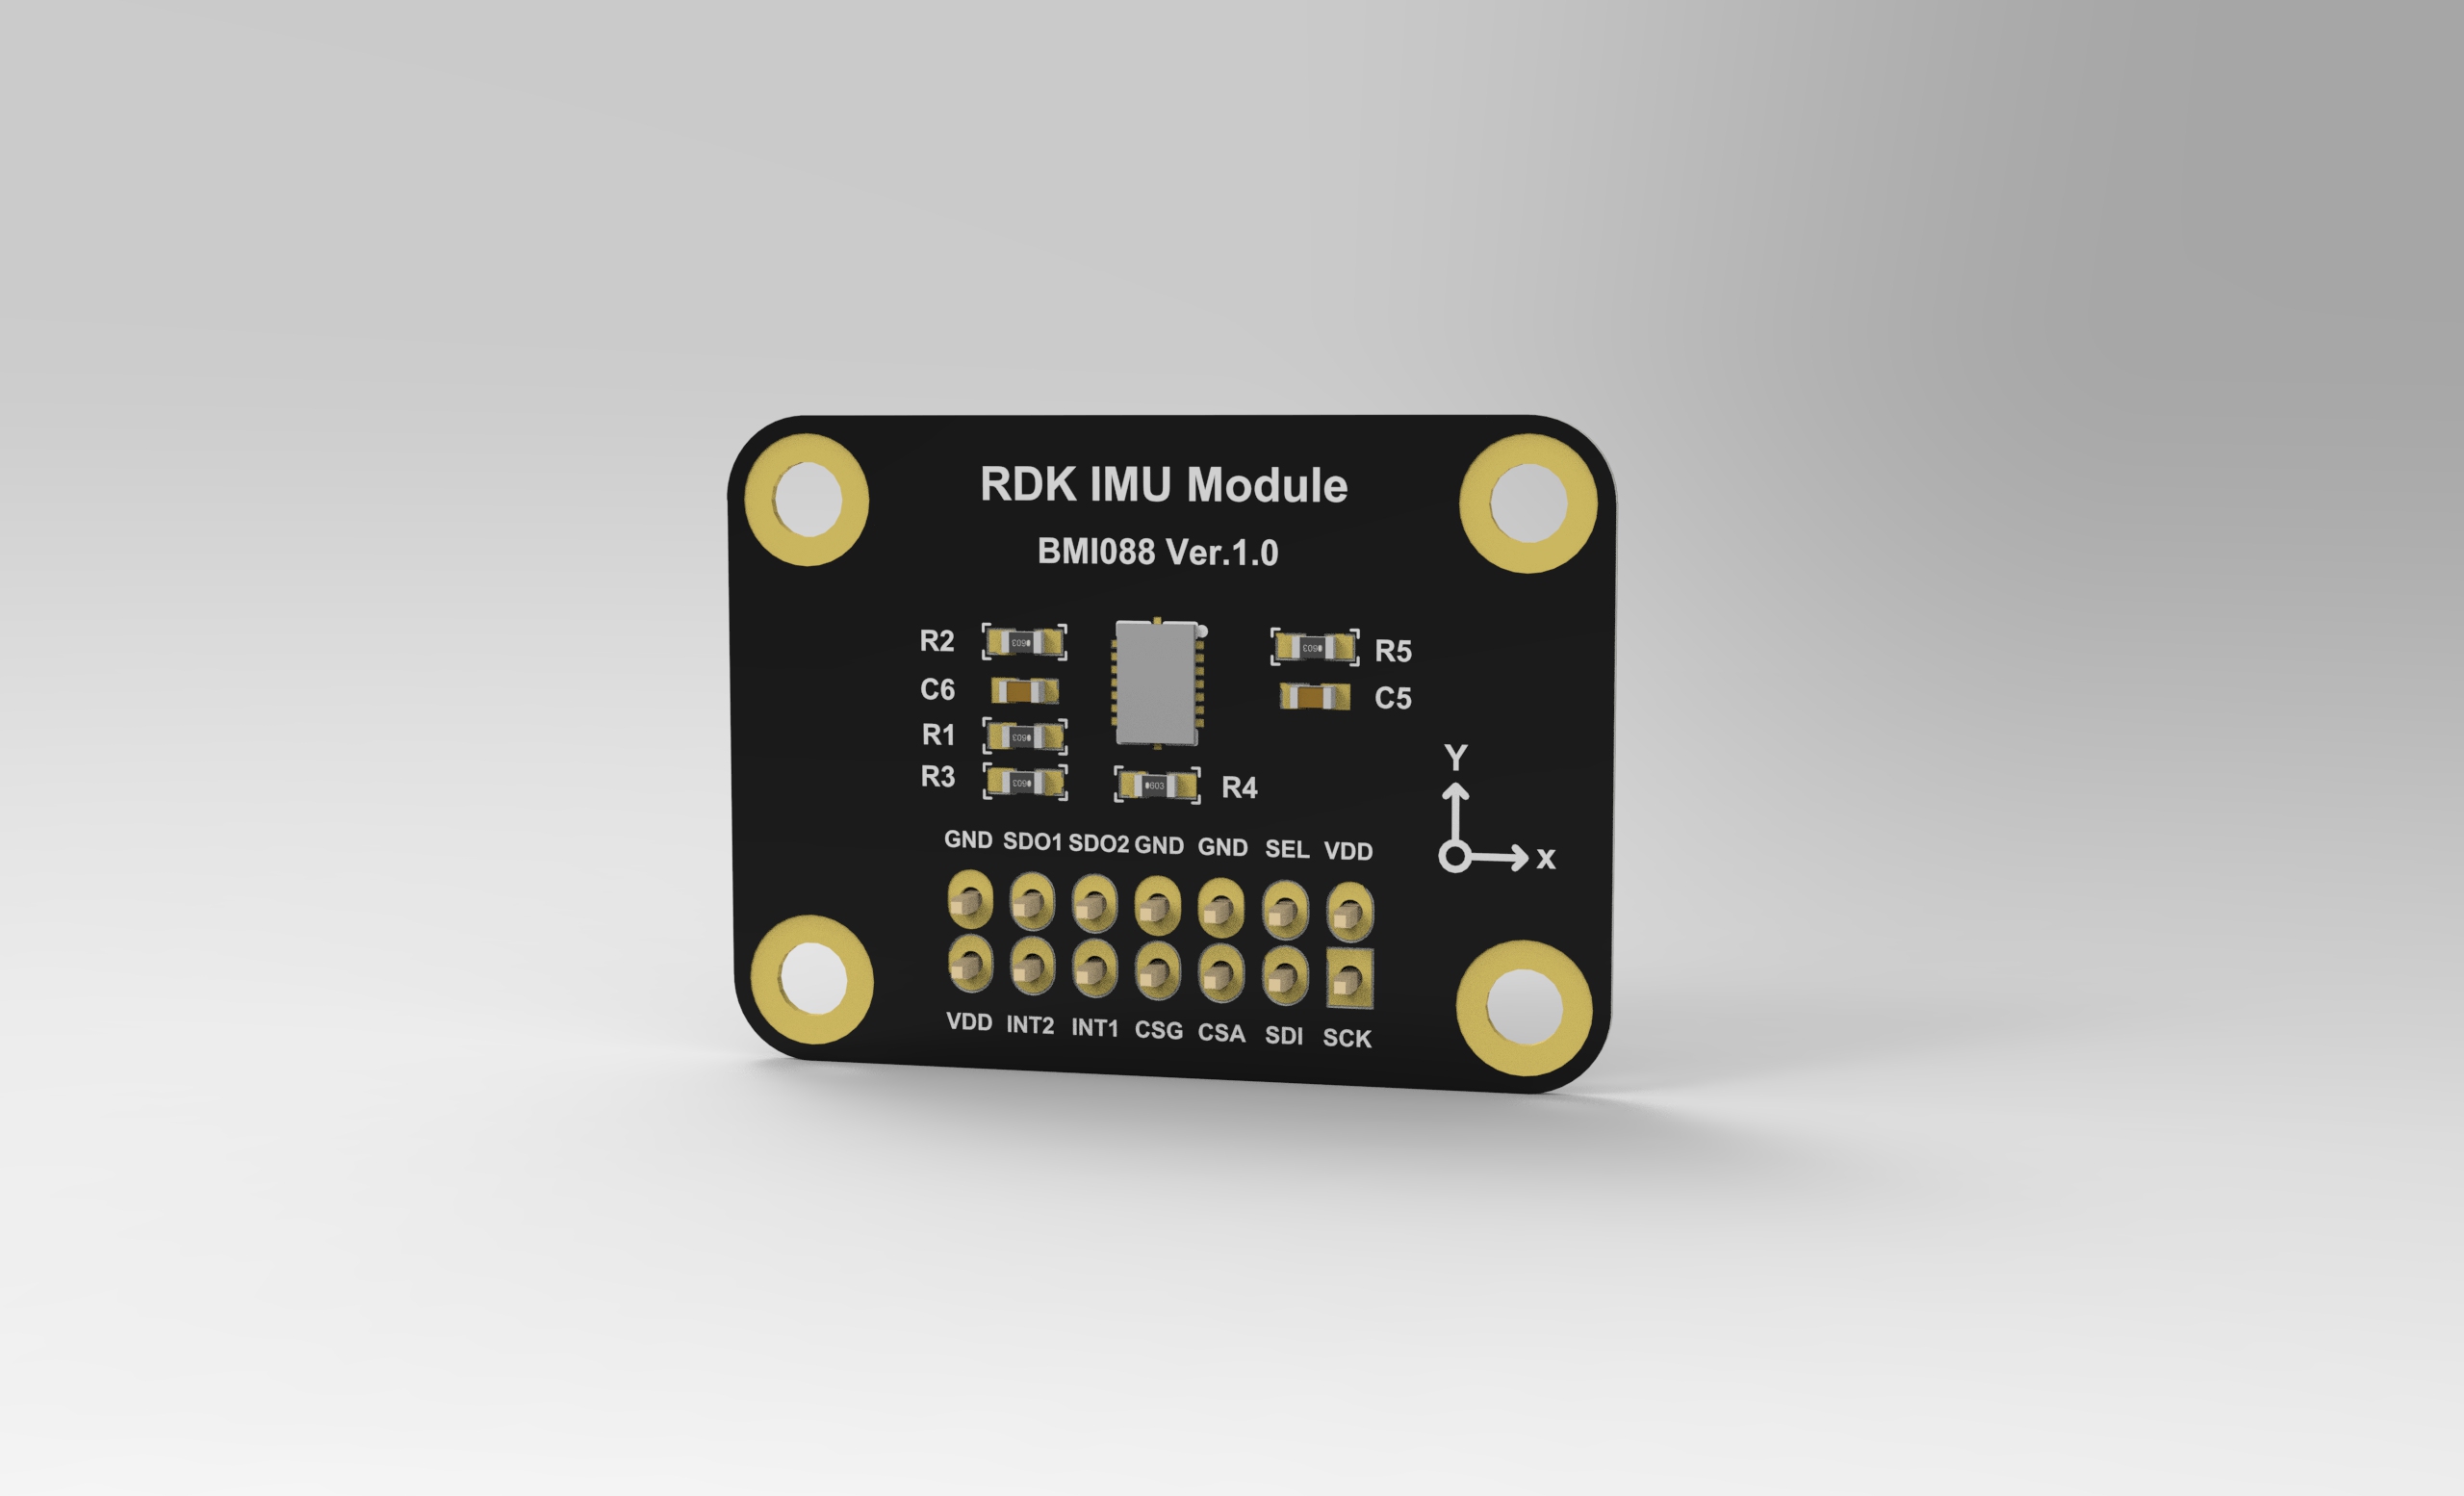 RDK IMU Module
BMI088 Ver.1.0
R2
R5
C6
C5
R1
R3
R4
Y
X
GND SDO1 SDO2 GND GND SEL VDD
VDD INT2 INT1 CSG CSA SDI SCK